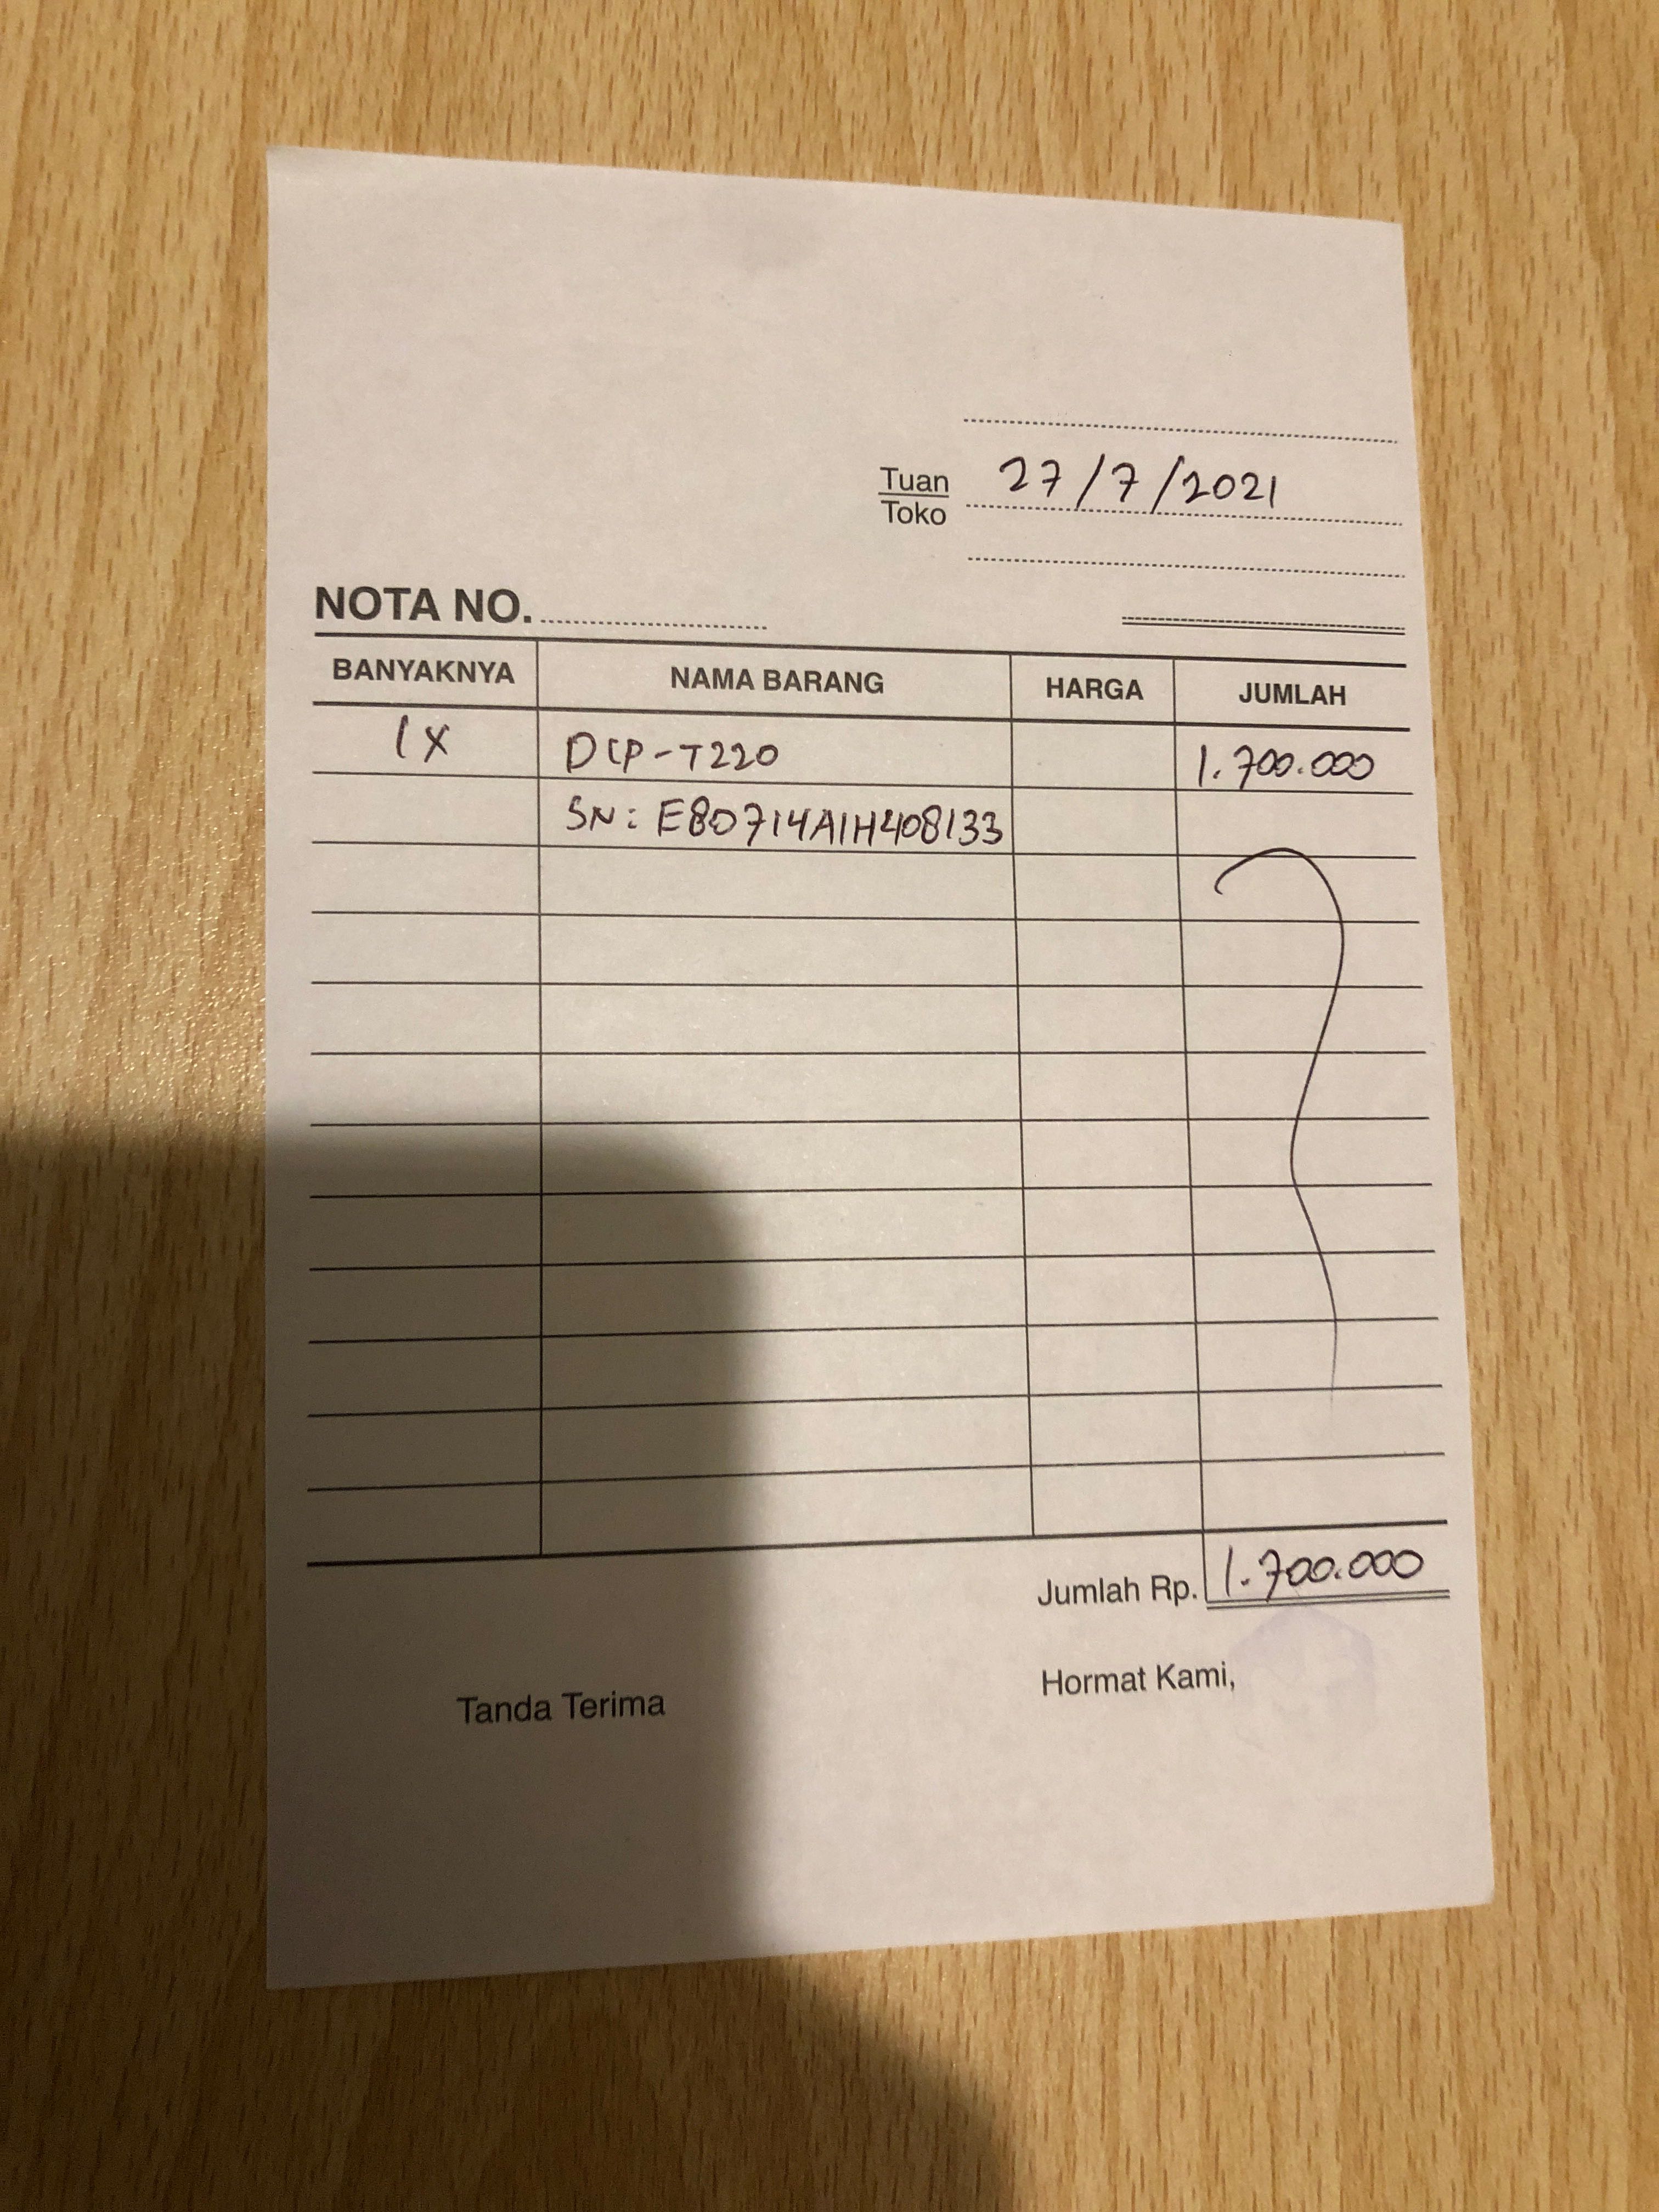 Tuan 27/7/2021
Toko
NOTA NO.
BANYAKNYA NAMA BARANG HARGA JUMLAH
1X DCP-T220 1.700.000
SN: E80714A1H408133
Jumlah Rp. 1.700.000
Tanda Terima Hormat Kami,